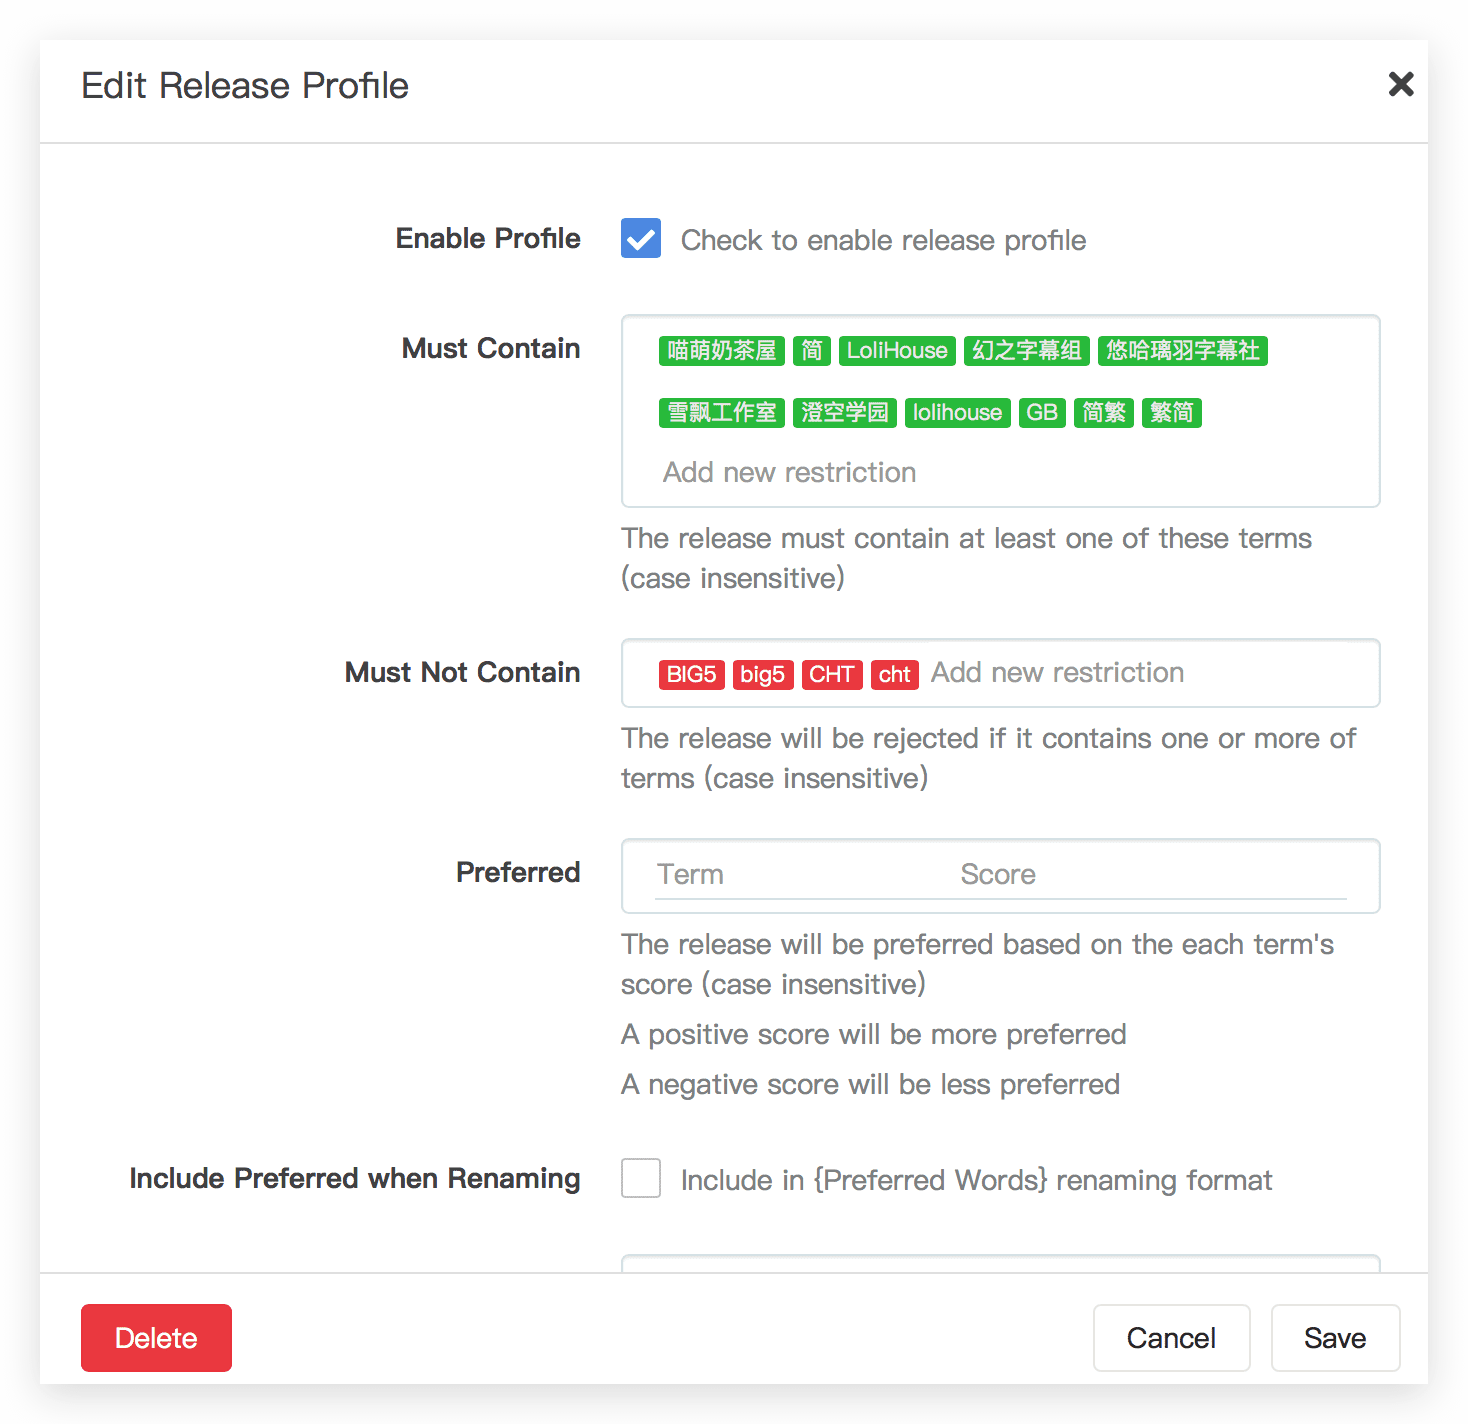 Edit Release Profile
Enable Profile Check to enable release profile
Must Contain 喵萌奶茶屋 简 LoliHouse 幻之字幕组 悠哈璃羽字幕社
雪飘工作室 澄空学园 lolihouse GB 简繁 繁简
Add new restriction
The release must contain at least one of these terms
(case insensitive)
Must Not Contain BIG5 big5 CHT cht Add new restriction
The release will be rejected if it contains one or more of
terms (case insensitive)
Preferred Term Score
The release will be preferred based on the each term's
score (case insensitive)
A positive score will be more preferred
A negative score will be less preferred
Include Preferred when Renaming Include in {Preferred Words} renaming format
Delete Cancel Save